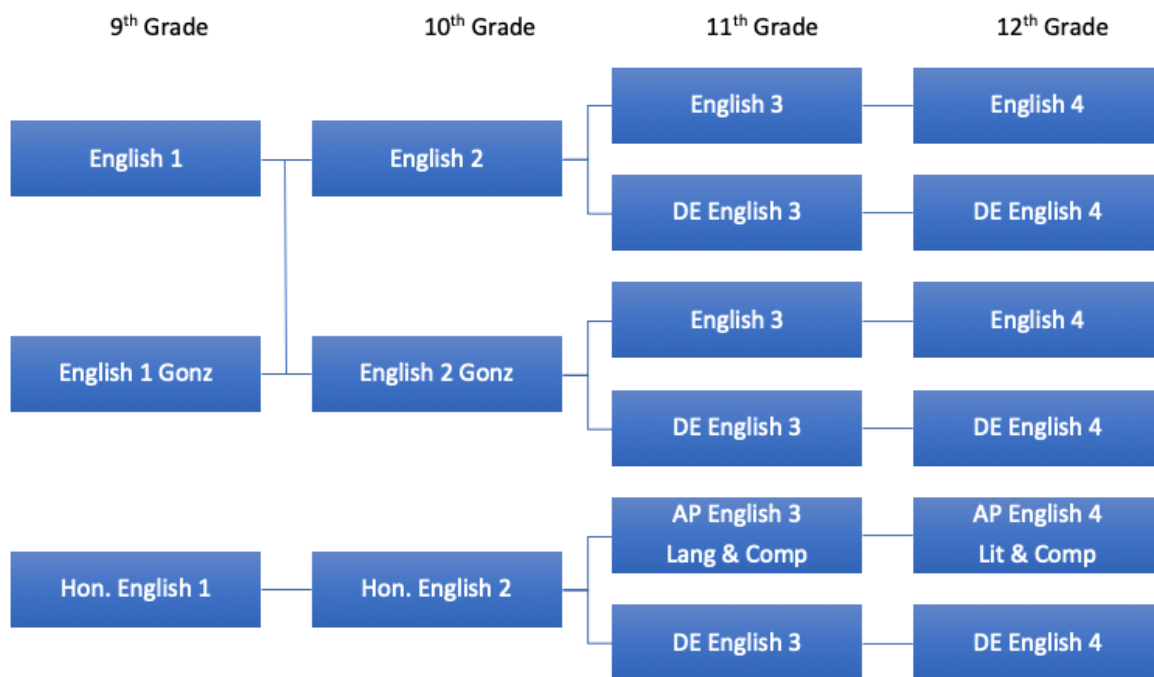 9th Grade
10th Grade
11th Grade
12th Grade
English 3
English 4
English 1
English 2
DE English 3
DE English 4
English 3
English 4
English 1 Gonz
English 2 Gonz
DE English 3
DE English 4
AP English 3
Lang & Comp
AP English 4
Lit & Comp
Hon. English 1
Hon. English 2
DE English 3
DE English 4